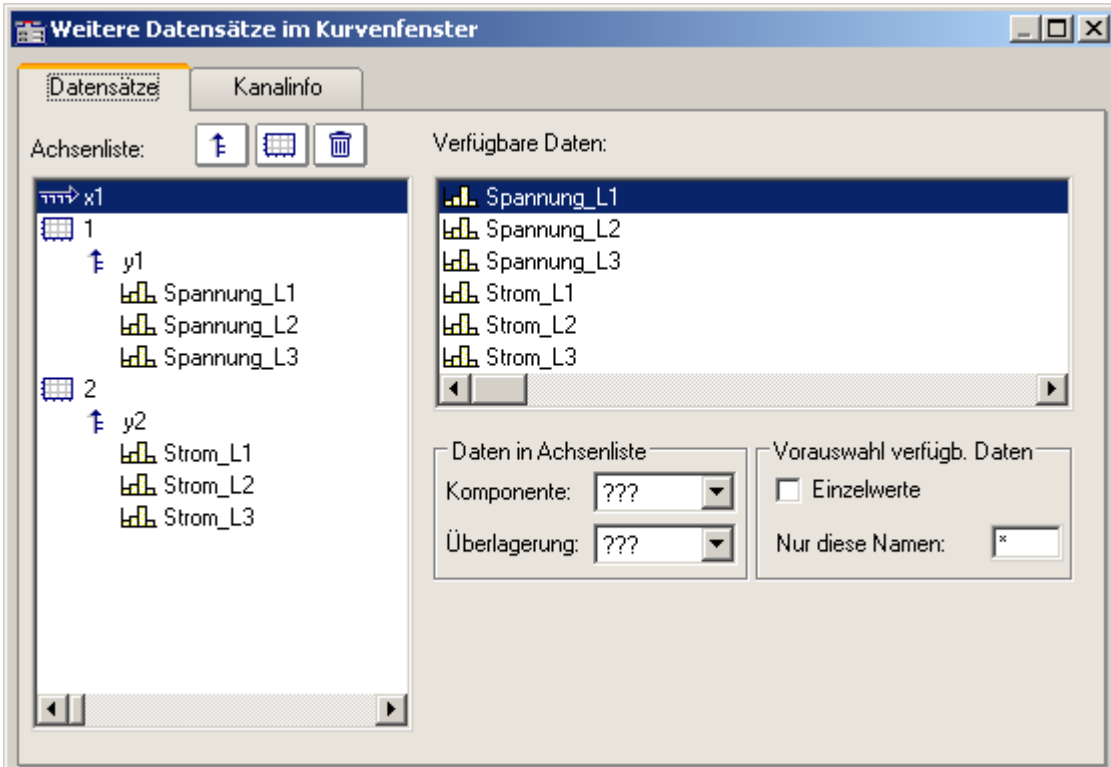 Weitere Datensätze im Kurvenfenster
Datensätze Kanalinfo
Achsenliste: Verfügbare Daten:
x1
1
y1
Spannung_L1
Spannung_L2
Spannung_L3
2
y2
Strom_L1
Strom_L2
Strom_L3
Spannung_L1
Spannung_L2
Spannung_L3
Strom_L1
Strom_L2
Strom_L3
Daten in Achsenliste
Komponente: ???
Überlagerung: ???
Vorauswahl verfügb. Daten
Einzelwerte
Nur diese Namen: *